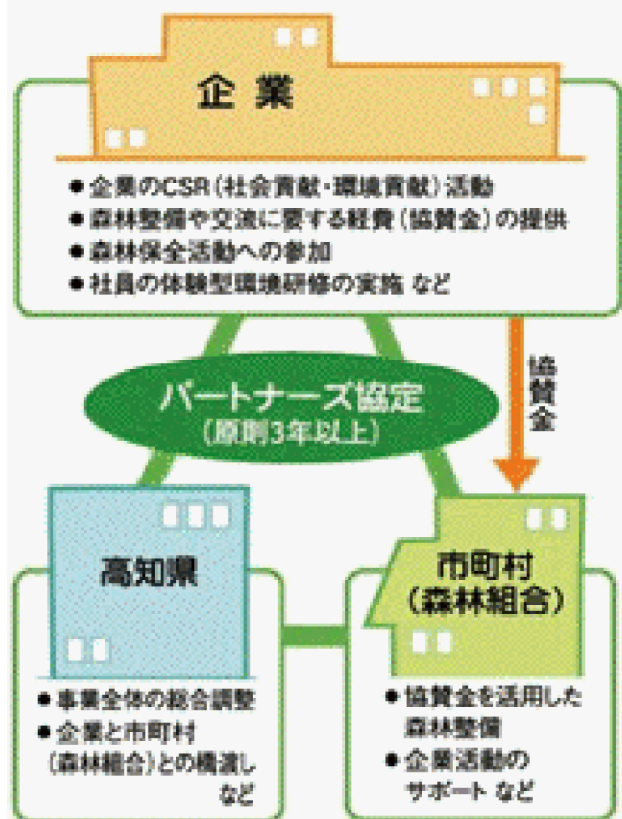 企業
●企業のCSR(社会貢献・環境貢献)活動
●森林整備や交流に要する経費(協賛金)の提供
●森林保全活動への参加
●社員の体験型環境研修の実施 など
パートナーズ協定
(原則3年以上)
協賛金
高知県
●事業全体の総合調整
●企業と市町村
(森林組合)との橋渡し
など
市町村
(森林組合)
●協賛金を活用した
森林整備
●企業活動の
サポート など